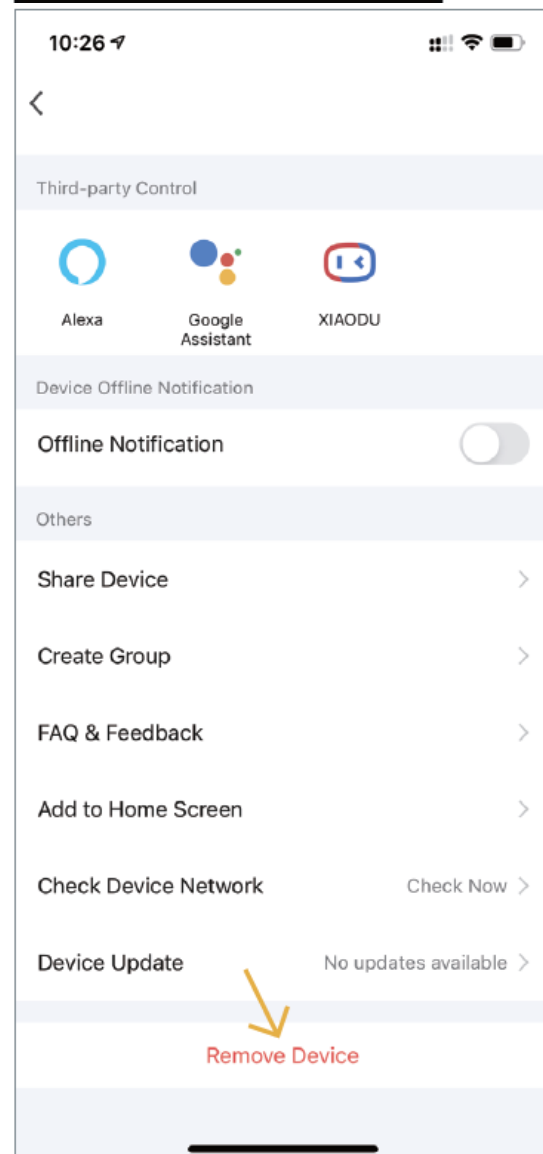 10:26
Third-party Control
Alexa
Google
Assistant
XIAODU
Device Offline Notification
Offline Notification
Others
Share Device
Create Group
FAQ & Feedback
Add to Home Screen
Check Device Network
Check Now
Device Update
No updates available
Remove Device